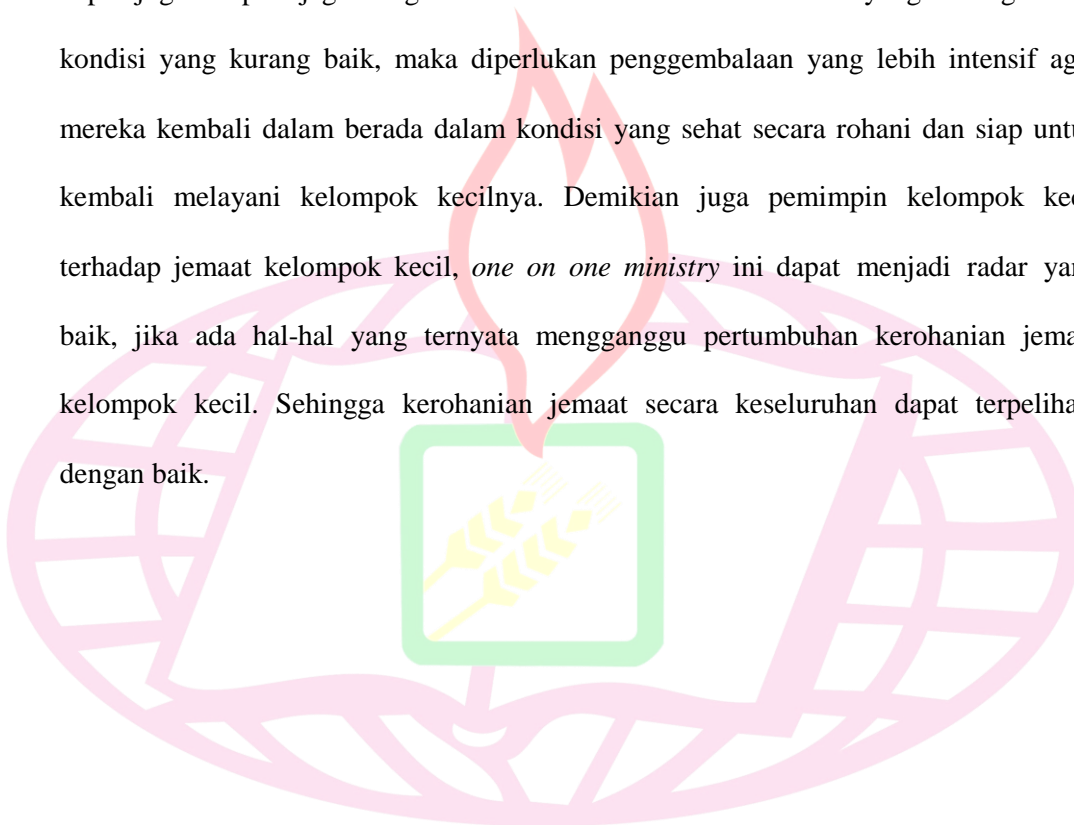 kondisi yang kurang baik, maka diperlukan penggembalaan yang lebih intensif ag
mereka kembali dalam berada dalam kondisi yang sehat secara rohani dan siap untu
kembali melayani kelompok kecilnya. Demikian juga pemimpin kelompok kec
terhadap jemaat kelompok kecil, one on one ministry ini dapat menjadi radar yan
baik, jika ada hal-hal yang ternyata mengganggu pertumbuhan kerohanian jema
kelompok kecil. Sehingga kerohanian jemaat secara keseluruhan dapat terpeliha
dengan baik.